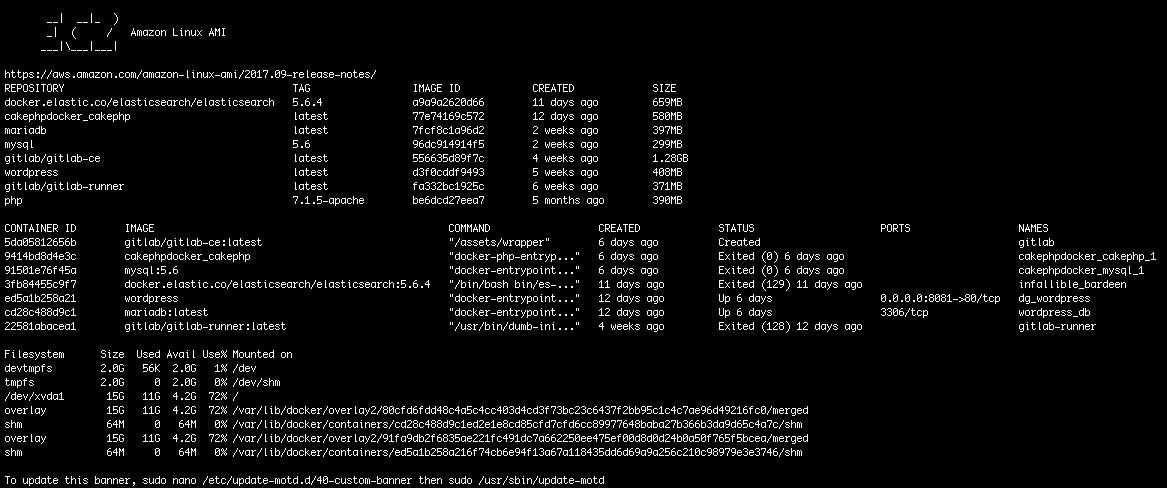 __|  __|_  )
_|  (     /   Amazon Linux AMI
___|\___|___|
https://aws.amazon.com/amazon-linux-ami/2017.09-release-notes/
REPOSITORY TAG IMAGE ID CREATED SIZE
docker.elastic.co/elasticsearch/elasticsearch 5.6.4 a9a9a2620d66 11 days ago 659MB
cakephpdocker_cakephp latest 77e74169c572 12 days ago 580MB
mariadb latest 7fcf8c1a96d2 2 weeks ago 397MB
mysql 5.6 96dc914914f5 2 weeks ago 299MB
gitlab/gitlab-ce latest 556635d89f7c 4 weeks ago 1.28GB
wordpress latest d3f0cddf9493 5 weeks ago 408MB
gitlab/gitlab-runner latest fa332bc1925c 6 weeks ago 371MB
php 7.1.5-apache be6dcd27eea7 5 months ago 390MB
CONTAINER ID IMAGE COMMAND CREATED STATUS PORTS NAMES
5da05812656b gitlab/gitlab-ce:latest "/assets/wrapper" 6 days ago Created gitlab
9414bd8d4e3c cakephpdocker_cakephp "docker-php-entryp..." 6 days ago Exited (0) 6 days ago cakephpdocker_cakephp_1
91501e76f45a mysql:5.6 "docker-entrypoint..." 6 days ago Exited (0) 6 days ago cakephpdocker_mysql_1
3fb84455c9f7 docker.elastic.co/elasticsearch/elasticsearch:5.6.4 "/bin/bash bin/es-..." 11 days ago Exited (129) 11 days ago infallible_bardeen
ed5a1b258a21 wordpress "docker-entrypoint..." 12 days ago Up 6 days 0.0.0.0:8081->80/tcp dg_wordpress
cd28c488d9c1 mariadb:latest "docker-entrypoint..." 12 days ago Up 6 days 3306/tcp wordpress_db
22581abacea1 gitlab/gitlab-runner:latest "/usr/bin/dumb-ini..." 4 weeks ago Exited (128) 12 days ago gitlab-runner
Filesystem Size Used Avail Use% Mounted on
devtmpfs 2.0G 56K 2.0G 1% /dev
tmpfs 2.0G 0 2.0G 0% /dev/shm
/dev/xvda1 15G 11G 4.2G 72% /
overlay 15G 11G 4.2G 72% /var/lib/docker/overlay2/80cfd6fdd48c4a5c4cc403d4cd3f73bc23c6437f2bb95c1c4c7ae96d49216fc0/merged
shm 64M 0 64M 0% /var/lib/docker/containers/cd28c488d9c1ed2e1e8cd85cfd7cfd6cc89977648baba27b366b3da9d65c4a7c/shm
overlay 15G 11G 4.2G 72% /var/lib/docker/overlay2/91fa9db2f6835ae221fc491dc7a662250ee475ef00d8d0d24b0a50f765f5bcea/merged
shm 64M 0 64M 0% /var/lib/docker/containers/ed5a1b258a216f74cb6e94f13a67a118435dd6d69a9a256c210c98979e3e3746/shm
To update this banner, sudo nano /etc/update-motd.d/40-custom-banner then sudo /usr/sbin/update-motd